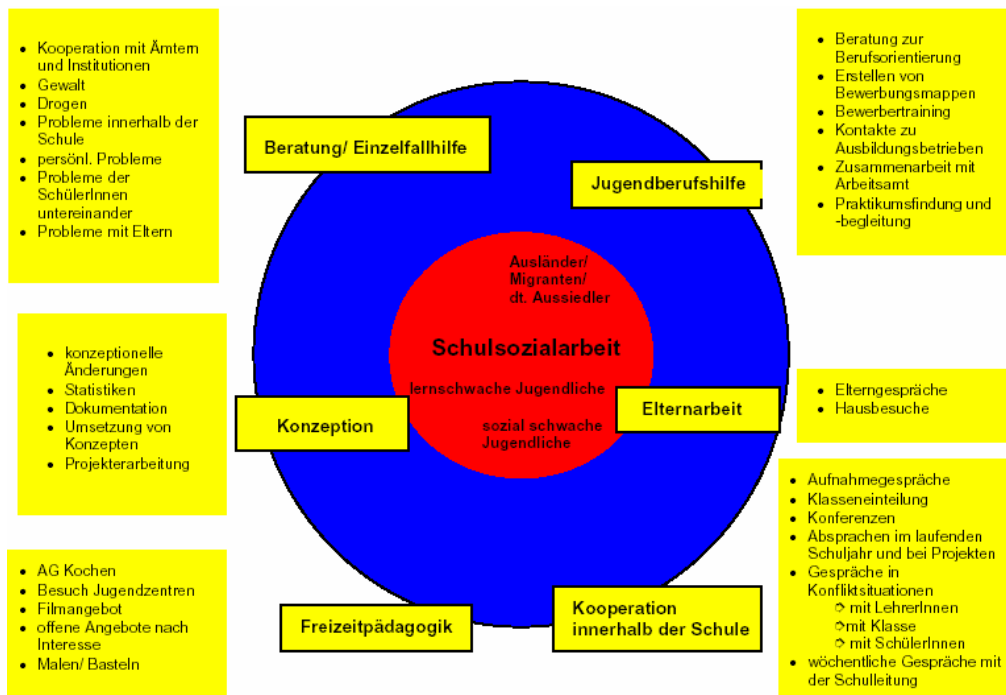 • Kooperation mit Ämtern
und Institutionen
• Gewalt
• Drogen
• Probleme innerhalb der
Schule
• persönl. Probleme
• Probleme der
SchülerInnen
untereinander
• Probleme mit Eltern
Beratung/ Einzelfallhilfe
Jugendberufshilfe
• Beratung zur
Berufsorientierung
• Erstellen von
Bewerbungsmappen
• Bewerbertraining
• Kontakte zu
Ausbildungsbetrieben
• Zusammenarbeit mit
Arbeitsamt
• Praktikumsfindung und
-begleitung
Ausländer/
Migranten/
dt. Aussiedler
Schulsozialarbeit
lernschwache Jugendliche
sozial schwache
Jugendliche
• konzeptionelle
Änderungen
• Statistiken
• Dokumentation
• Umsetzung von
Konzepten
• Projekterarbeitung
Konzeption
Elternarbeit
• Elterngespräche
• Hausbesuche
• AG Kochen
• Besuch Jugendzentren
• Filmangebot
• offene Angebote nach
Interesse
• Malen/ Basteln
Freizeitpädagogik
Kooperation
innerhalb der Schule
• Aufnahmegespräche
• Klasseneinteilung
• Konferenzen
• Absprachen im laufenden
Schuljahr und bei Projekten
• Gespräche in
Konfliktsituationen
➲ mit LehrerInnen
➲mit Klasse
➲ mit SchülerInnen
• wöchentliche Gespräche mit
der Schulleitung